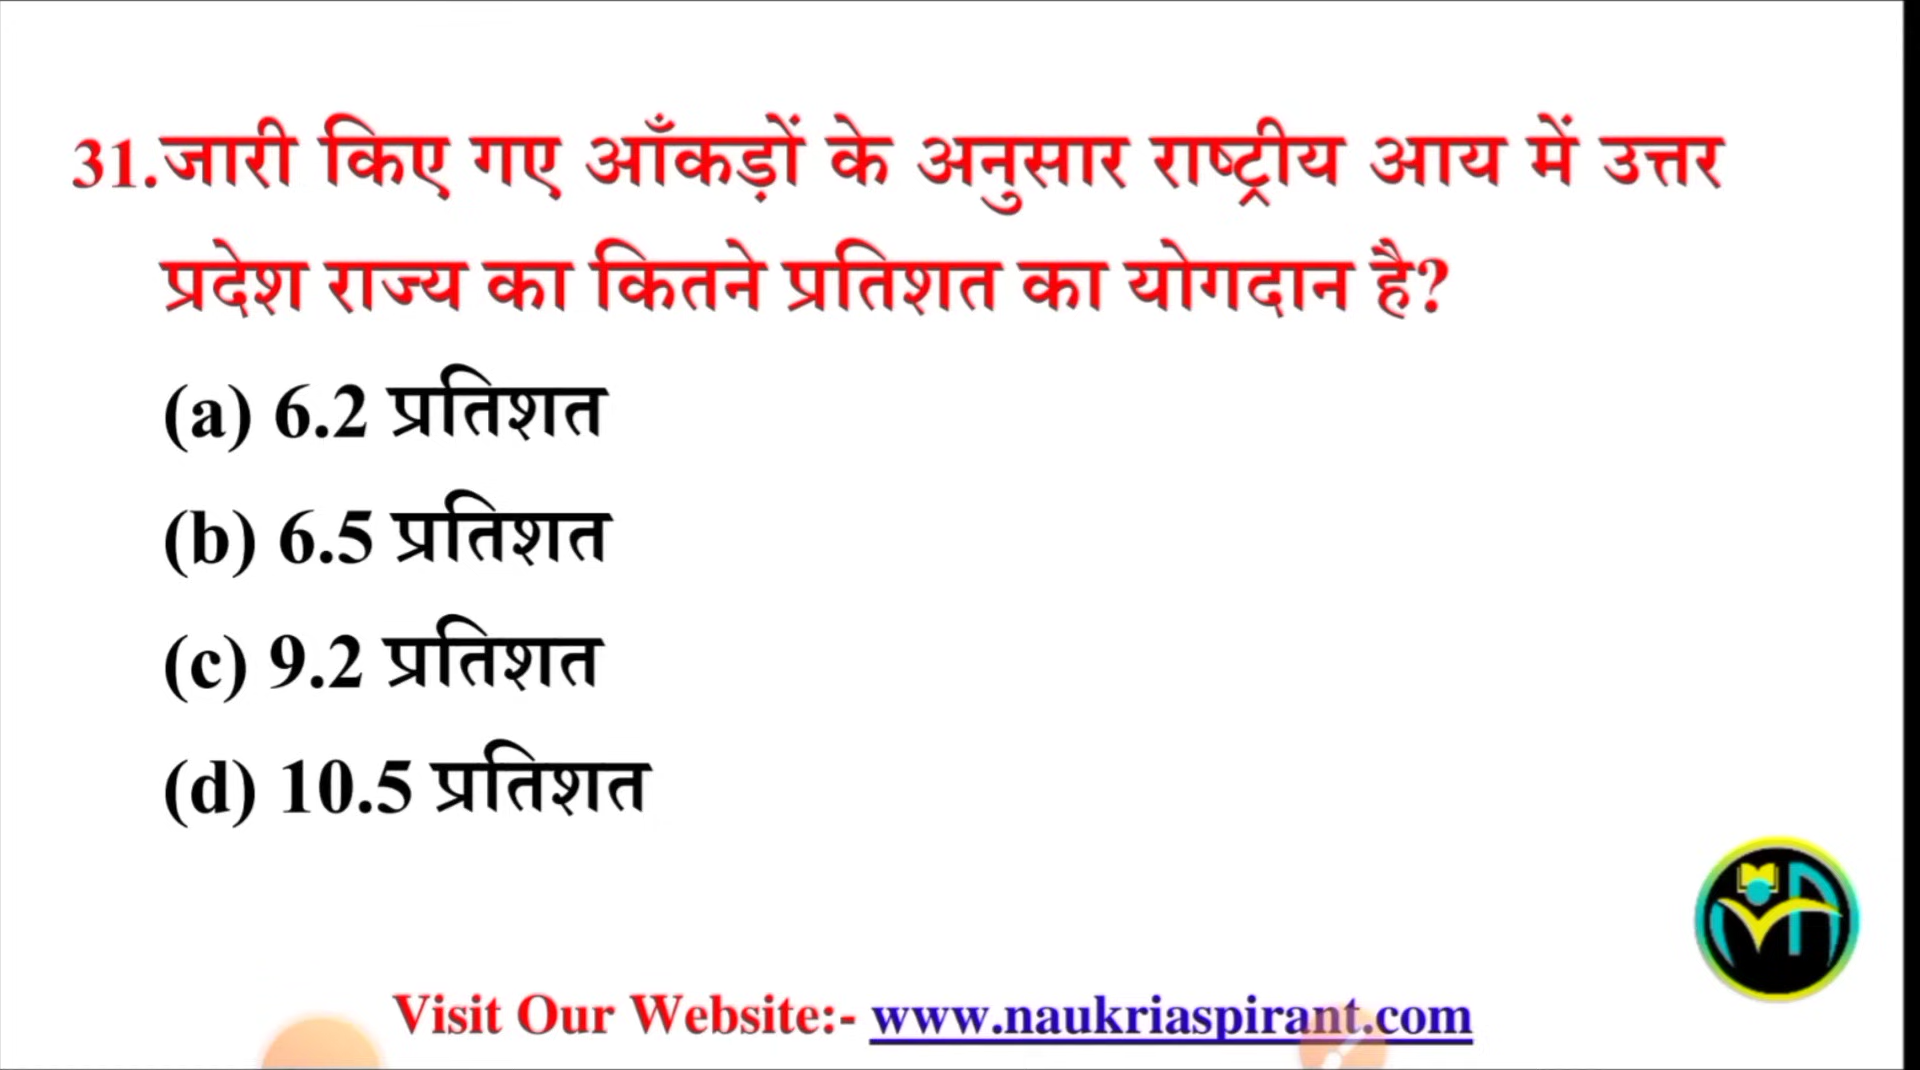 31.जारी किए गए आँकड़ों के अनुसार राष्ट्रीय आय में उत्तर
प्रदेश राज्य का कितने प्रतिशत का योगदान है?
(a) 6.2 प्रतिशत
(b) 6.5 प्रतिशत
(c) 9.2 प्रतिशत
(d) 10.5 प्रतिशत
Visit Our Website:- www.naukriaspirant.com